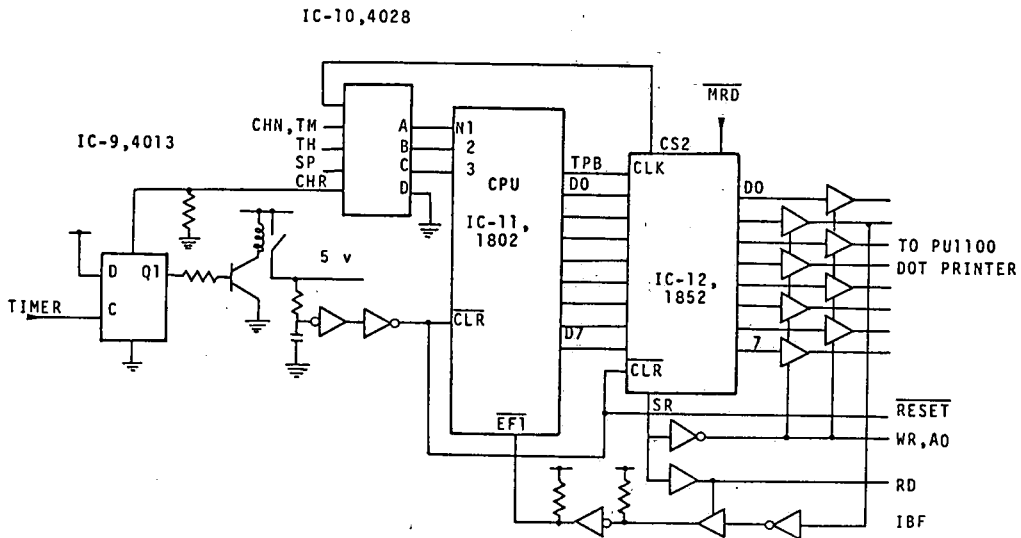 IC-10,4028
MRD
IC-9,4013
CHN,TM
TH
SP
CHR
A
B
C
D
N1
2
3
CPU
IC-11,
1802
TPB
D0
D7
CLR
EF1
CS2
CLK
D0
7
IC-12,
1852
CLR
SR
TO PU1100
DOT PRINTER
5 v
D
Q1
C
TIMER
RESET
WR,A0
RD
IBF